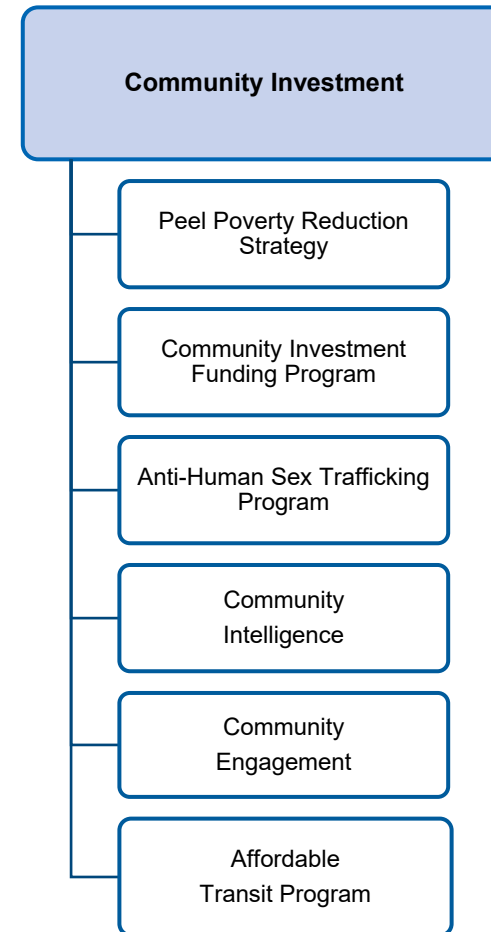 Community Investment
Peel Poverty Reduction
Strategy
Community Investment
Funding Program
Anti-Human Sex Trafficking
Program
Community
Intelligence
Community
Engagement
Affordable
Transit Program